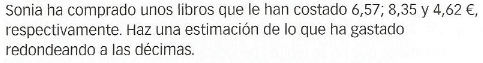 Sonia ha comprado unos libros que le han costado 6,57; 8,35 y 4,62 €,
respectivamente. Haz una estimación de lo que ha gastado
redondeando a las décimas.